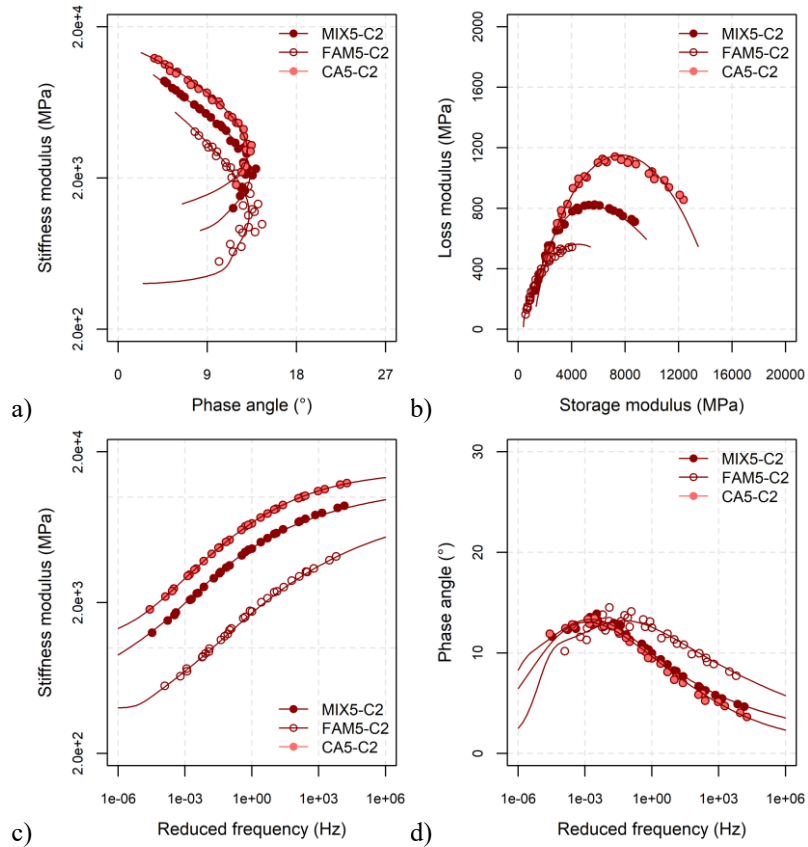 2.0e+4
2.0e+3
2.0e+2
Stiffness modulus (MPa)
MIX5-C2
FAM5-C2
CA5-C2
0 9 18 27
Phase angle (°)
a)
2000
1600
1200
800
400
0
Loss modulus (MPa)
MIX5-C2
FAM5-C2
CA5-C2
0 4000 8000 12000 16000 20000
Storage modulus (MPa)
b)
2.0e+4
2.0e+3
2.0e+2
Stiffness modulus (MPa)
MIX5-C2
FAM5-C2
CA5-C2
1e-06 1e-03 1e+00 1e+03 1e+06
Reduced frequency (Hz)
c)
30
20
10
0
Phase angle (°)
MIX5-C2
FAM5-C2
CA5-C2
1e-06 1e-03 1e+00 1e+03 1e+06
Reduced frequency (Hz)
d)